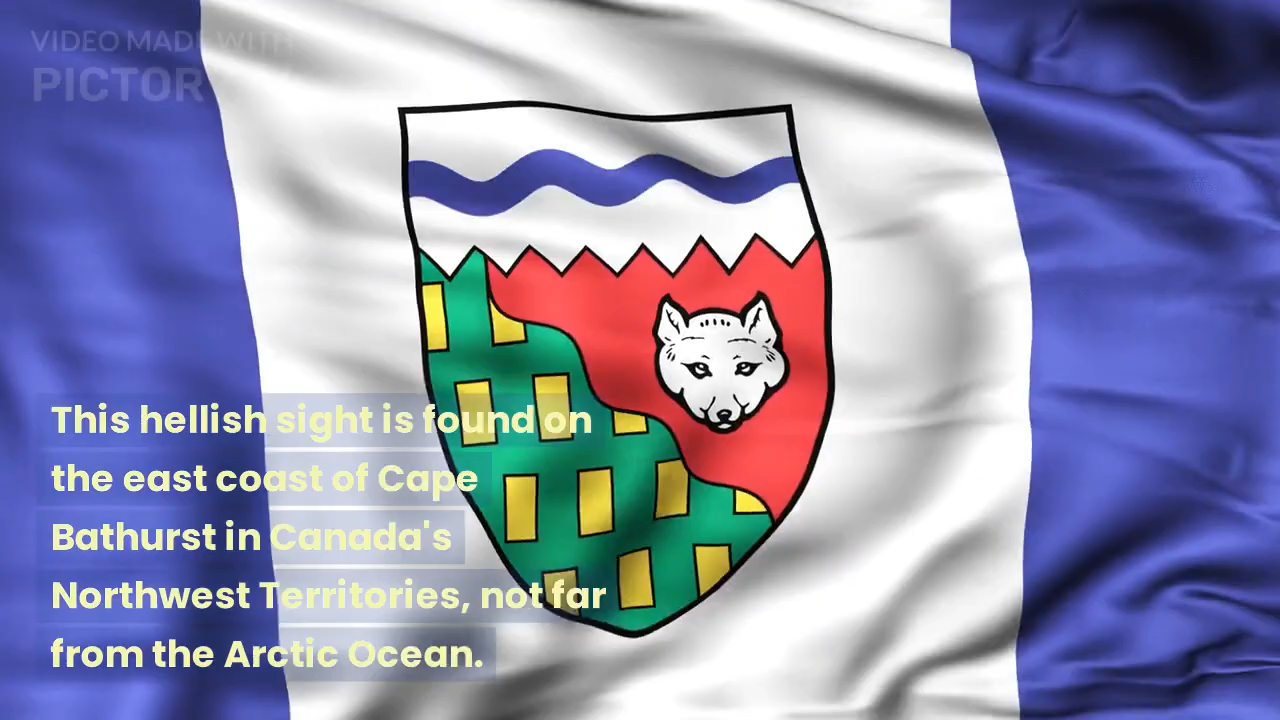 VIDEO MADE WITH
PICTORY
This hellish sight is found on
the east coast of Cape
Bathurst in Canada's
Northwest Territories, not far
from the Arctic Ocean.